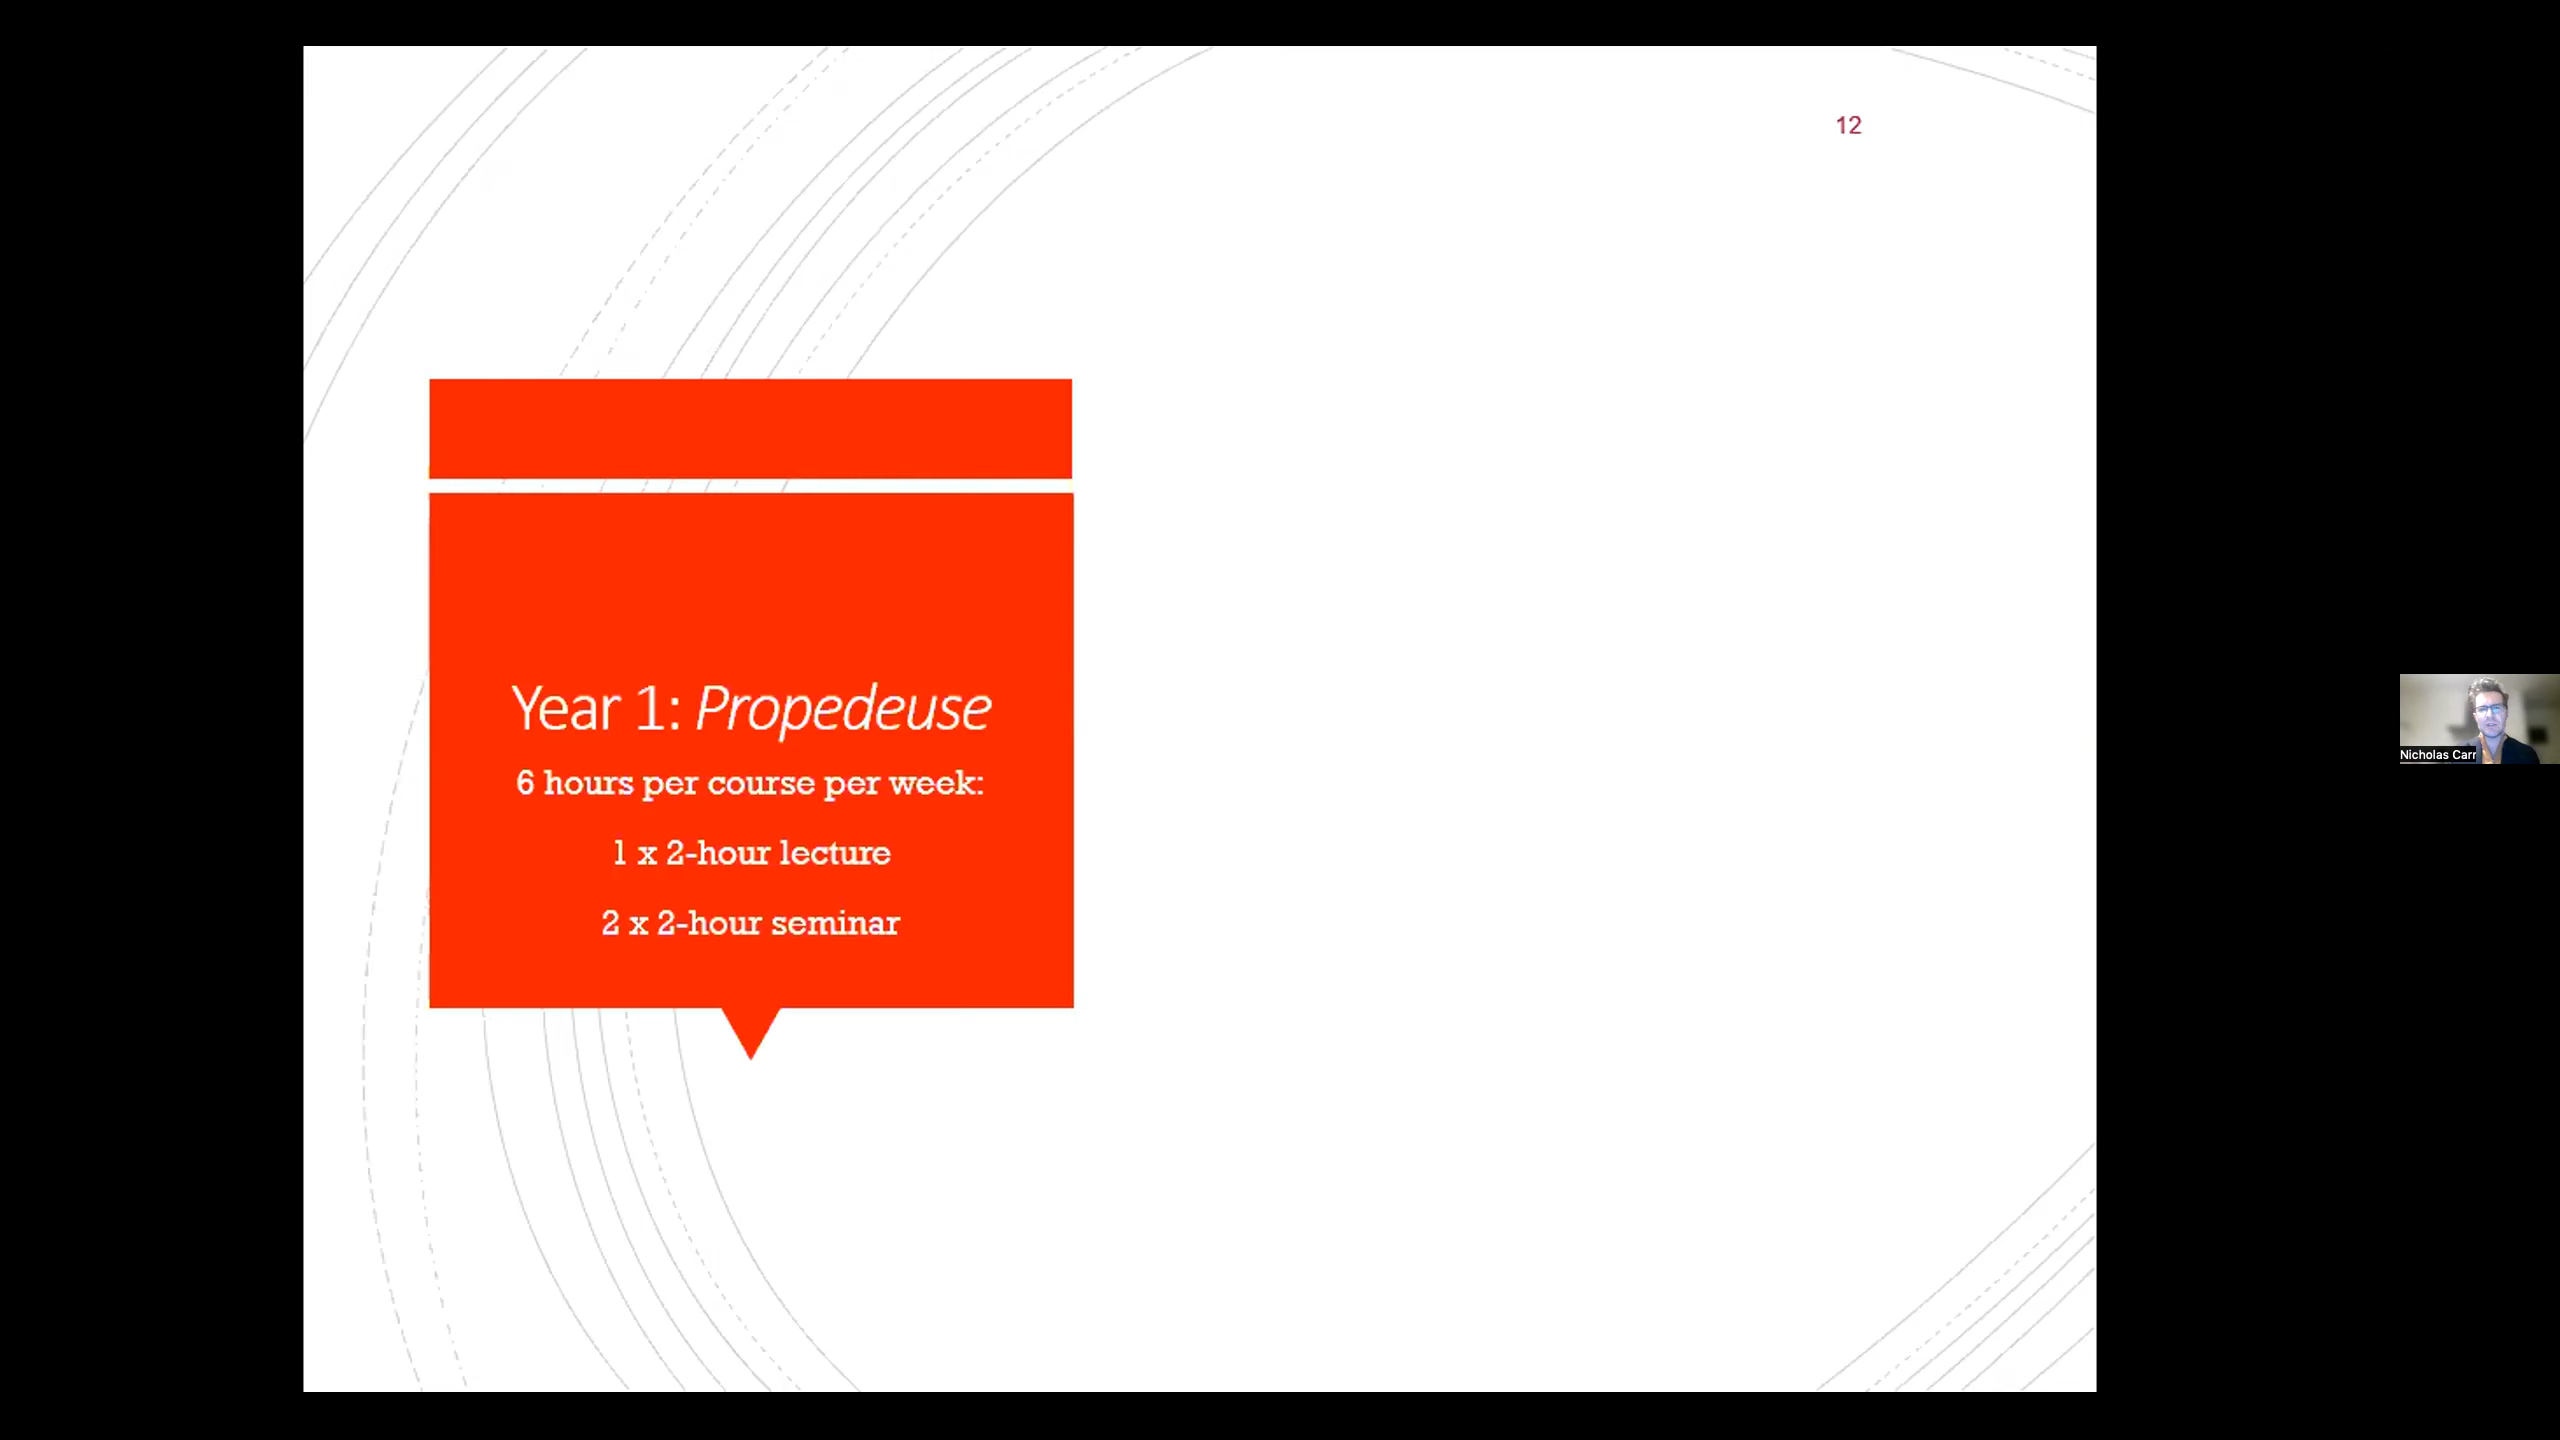 12
Year 1: Propedeuse
6 hours per course per week:
1 x 2-hour lecture
2 x 2-hour seminar
Nicholas Carr